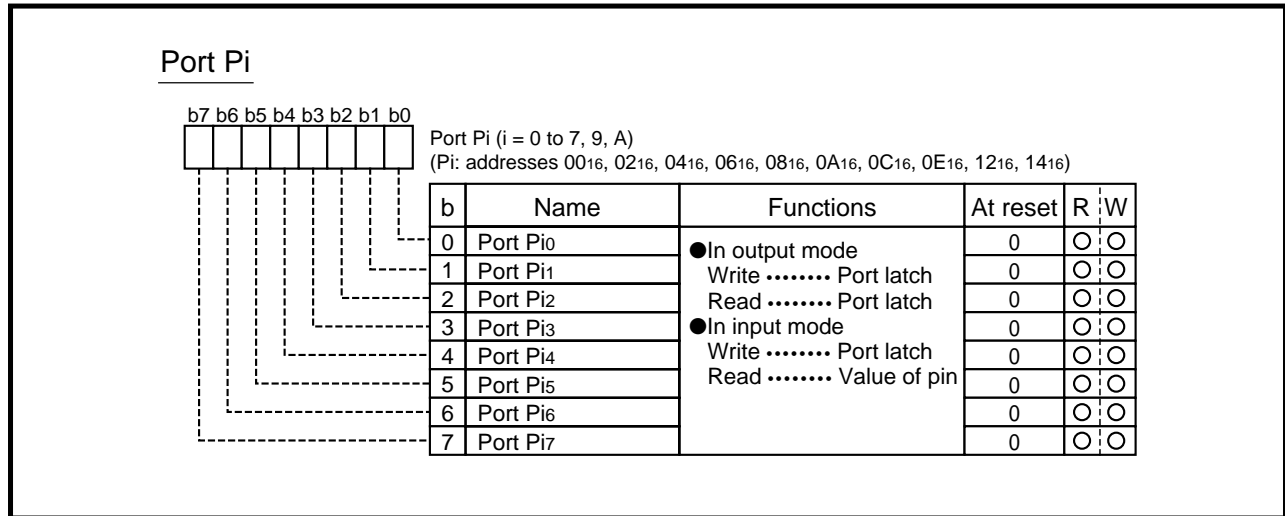 Port Pi
b7 b6 b5 b4 b3 b2 b1 b0
Port Pi (i = 0 to 7, 9, A)
(Pi: addresses 0016, 0216, 0416, 0616, 0816, 0A16, 0C16, 0E16, 1216, 1416)
b Name Functions At reset R W
0 Port Pi0 0 ○ ○
1 Port Pi1 0 ○ ○
2 Port Pi2 0 ○ ○
3 Port Pi3 0 ○ ○
4 Port Pi4 0 ○ ○
5 Port Pi5 0 ○ ○
6 Port Pi6 0 ○ ○
7 Port Pi7 0 ○ ○
●In output mode
Write •••••••• Port latch
Read •••••••• Port latch
●In input mode
Write •••••••• Port latch
Read •••••••• Value of pin